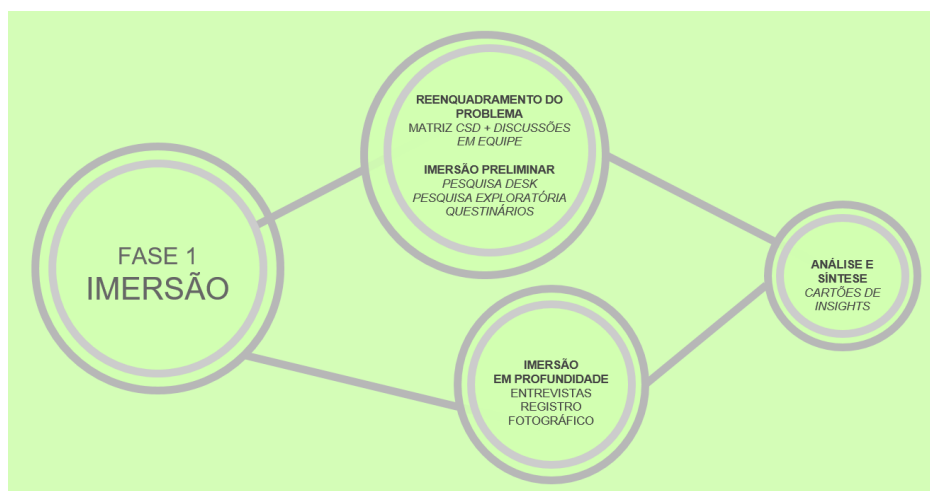 FASE 1
IMERSÃO
REENQUADRAMENTO DO
PROBLEMA
MATRIZ CSD + DISCUSSÕES
EM EQUIPE
IMERSÃO PRELIMINAR
PESQUISA DESK
PESQUISA EXPLORATÓRIA
QUESTINÁRIOS
IMERSÃO
EM PROFUNDIDADE
ENTREVISTAS
REGISTRO
FOTOGRÁFICO
ANÁLISE E
SÍNTESE
CARTÕES DE
INSIGHTS